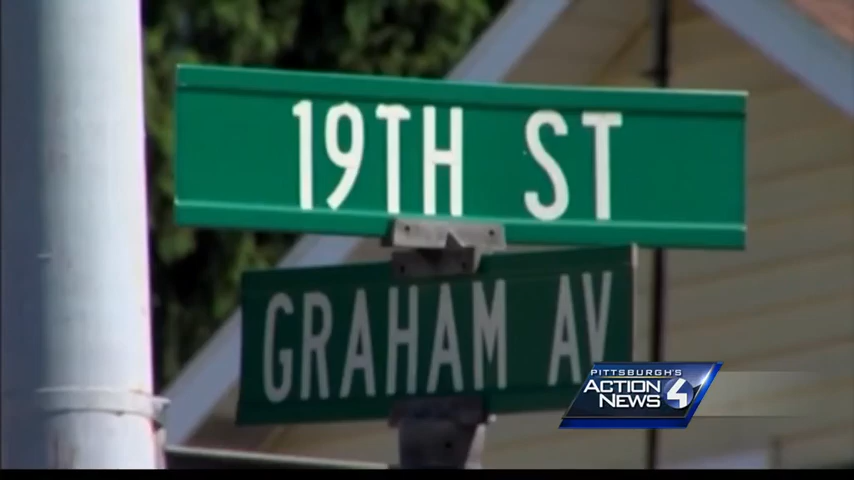 19TH ST
GRAHAM AV
PITTSBURGH'S
ACTION
NEWS 4